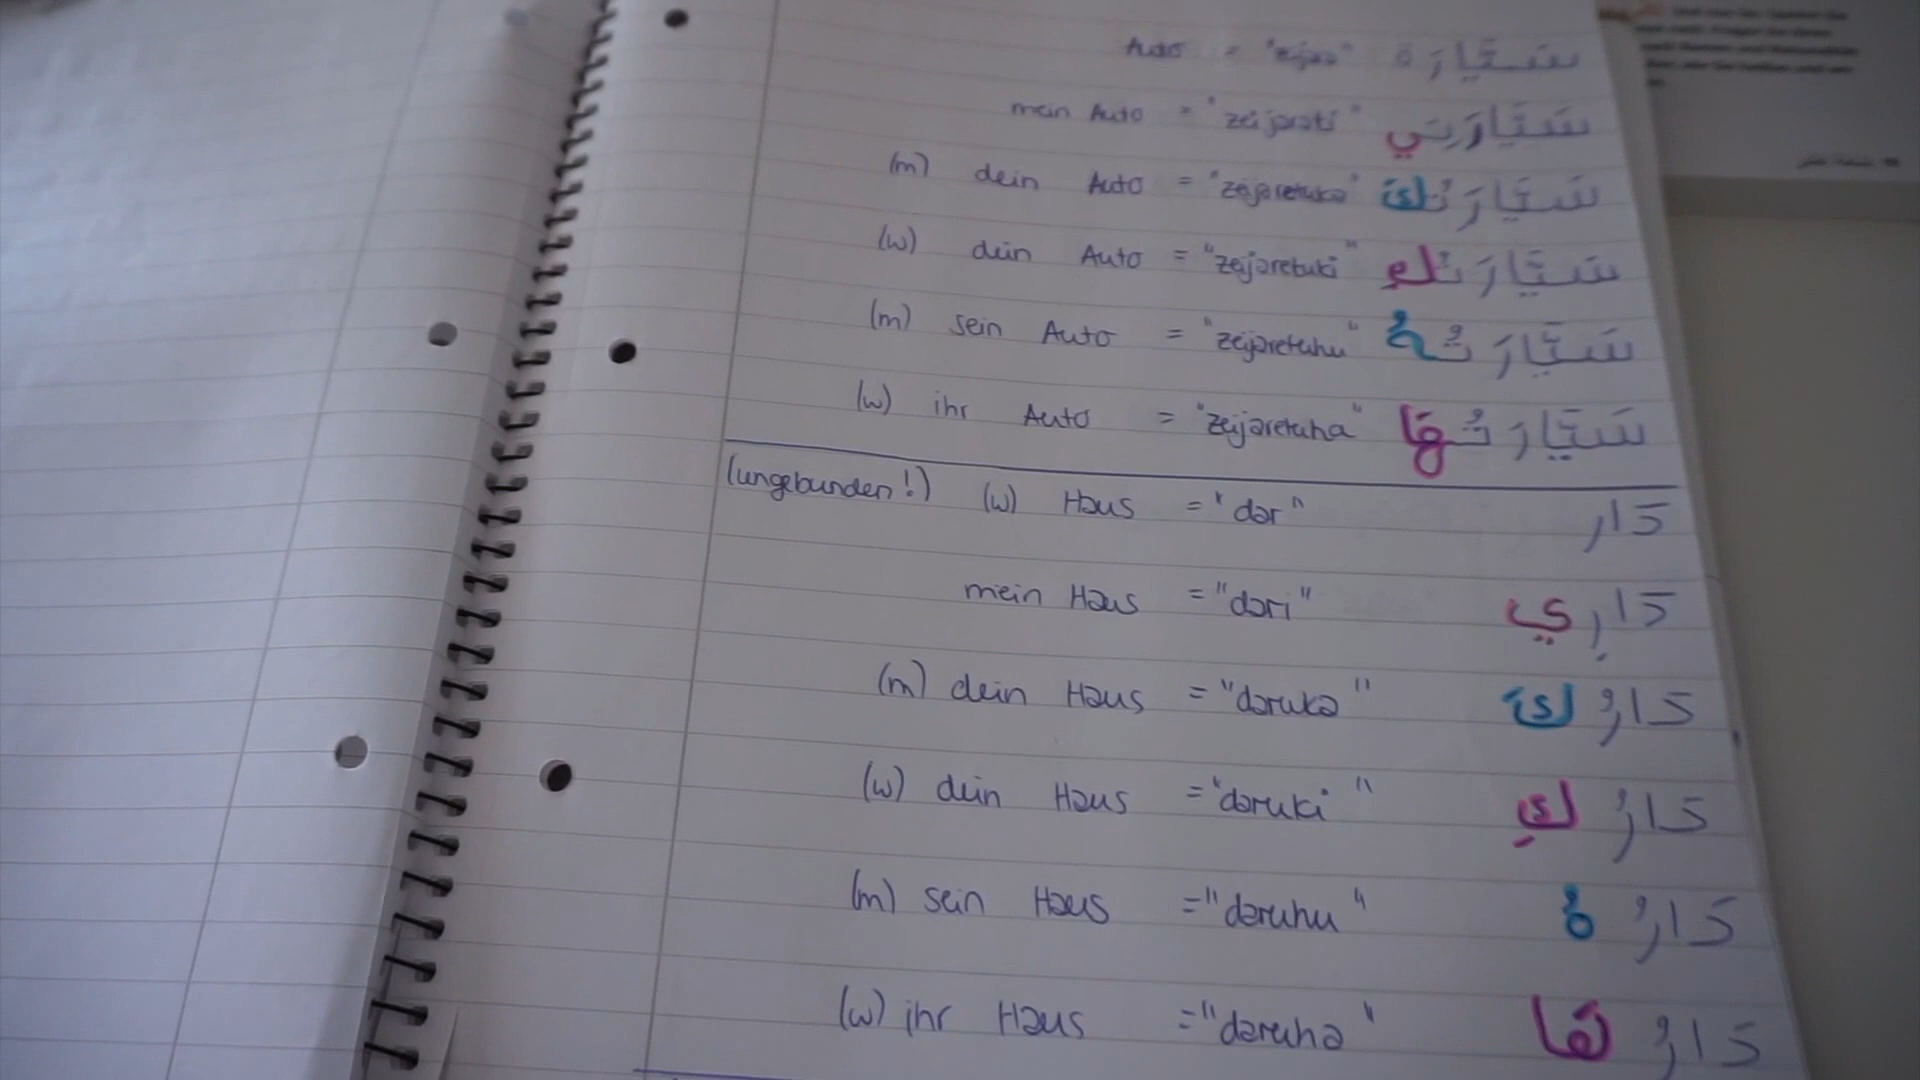 Auto = "zejara" سَيَّارَة
mein Auto = "zeijarati" سَيَّارَتِي
(m) dein Auto = "zejaretuka" سَيَّارَتُكَ
(w) dein Auto = "zejaretuki" سَيَّارَتُكِ
(m) sein Auto = "zejaretuhu" سَيَّارَتُهُ
(w) ihr Auto = "zejaretuha" سَيَّارَتُهَا
(ungebunden!) (w) Haus = "dar" دَار
mein Haus = "dari" دَارِي
(m) dein Haus = "daruka" دَارُكَ
(w) dein Haus = "daruki" دَارُكِ
(m) sein Haus = "daruhu" دَارُهُ
(w) ihr Haus = "daruha" دَارُهَا